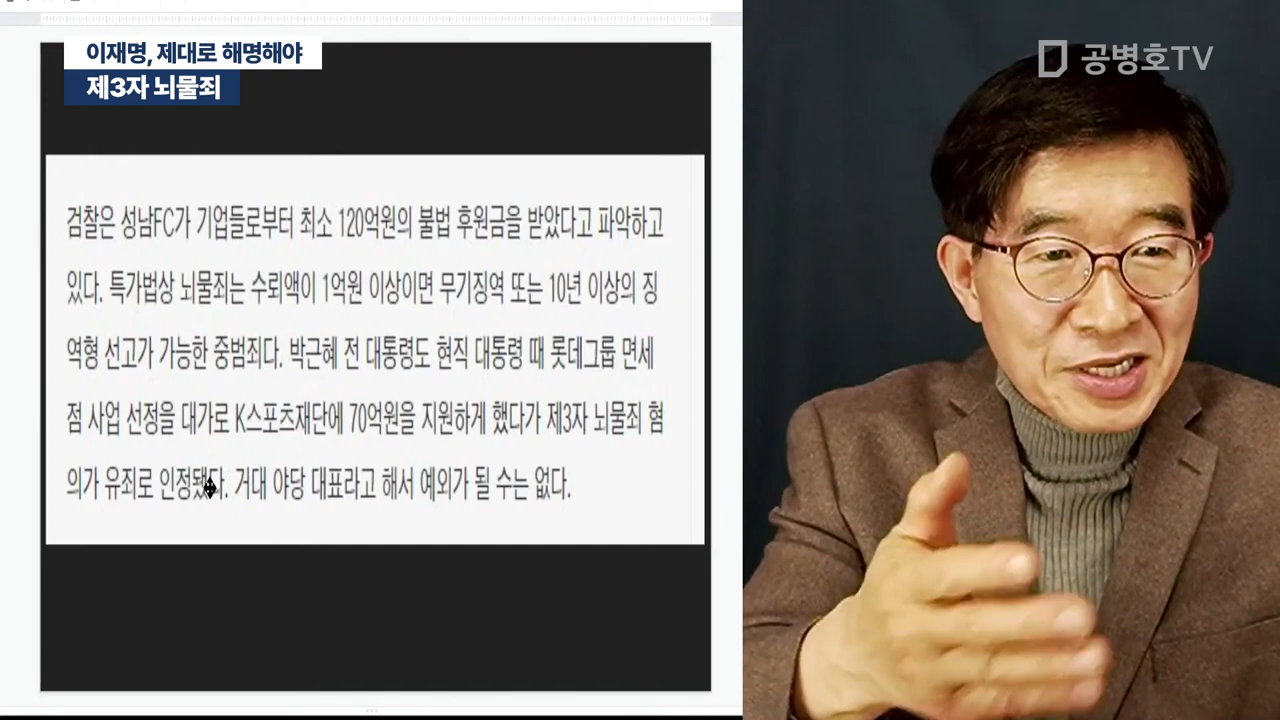 이재명, 제대로 해명해야
제3자 뇌물죄
공병호TV
검찰은 성남FC가 기업들로부터 최소 120억원의 불법 후원금을 받았다고 파악하고
있다. 특가법상 뇌물죄는 수뢰액이 1억원 이상이면 무기징역 또는 10년 이상의 징
역형 선고가 가능한 중범죄다. 박근혜 전 대통령도 현직 대통령 때 롯데그룹 면세
점 사업 선정을 대가로 K스포츠재단에 70억원을 지원하게 했다가 제3자 뇌물죄 혐
의가 유죄로 인정됐다. 거대 야당 대표라고 해서 예외가 될 수는 없다.